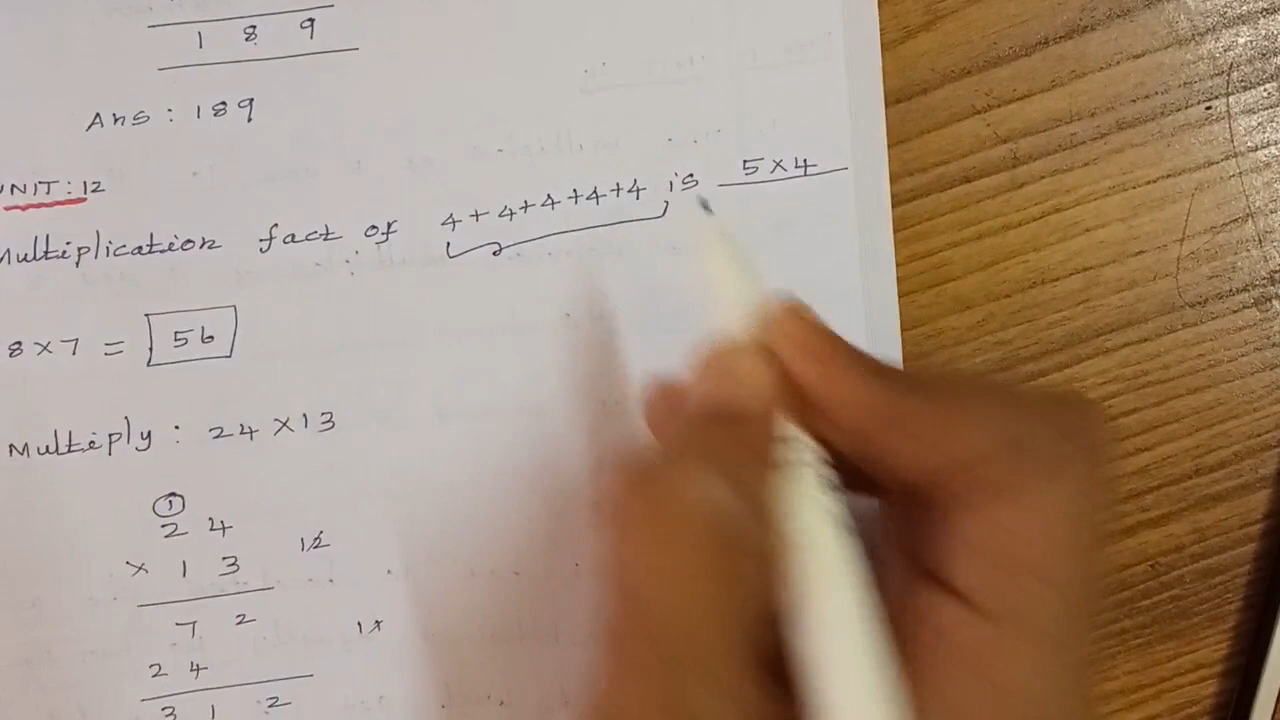 1 8 9
Ans : 189
UNIT: 12
Multiplication fact of 4+4+4+4+4 is 5×4
8×7 = 56
Multiply : 24×13
1
2 4
× 1 3 12
7 2 1
2 4
3 1 2